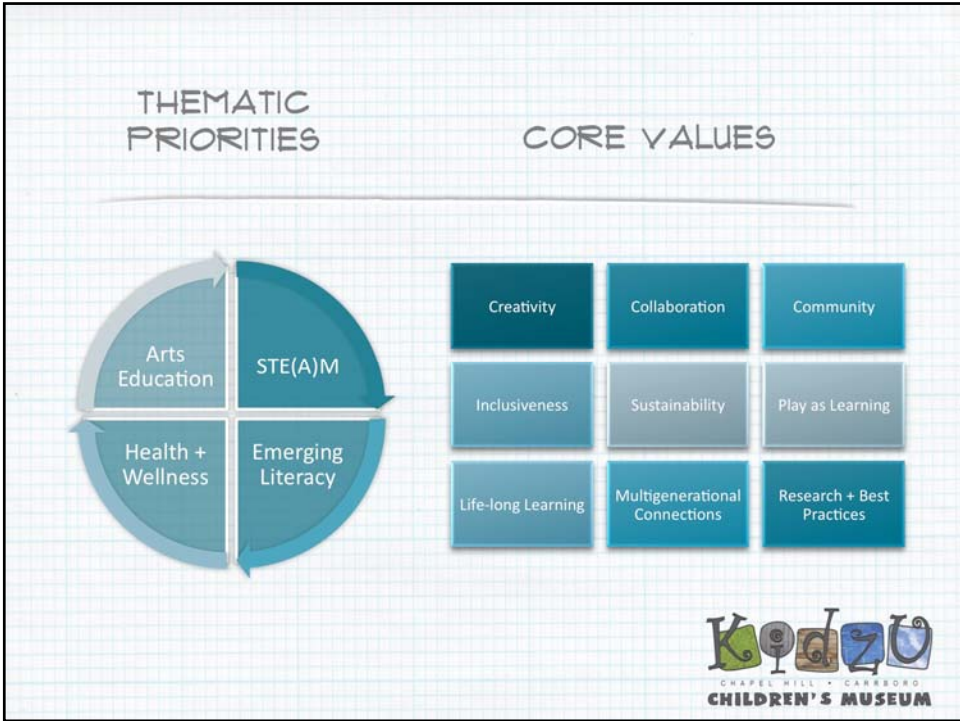 THEMATIC
PRIORITIES
CORE VALUES
Arts
Education
STE(A)M
Health +
Wellness
Emerging
Literacy
Creativity
Collaboration
Community
Inclusiveness
Sustainability
Play as Learning
Life-long Learning
Multigenerational
Connections
Research + Best
Practices
Kidzu
CHAPEL HILL • CARRBORO
CHILDREN'S MUSEUM